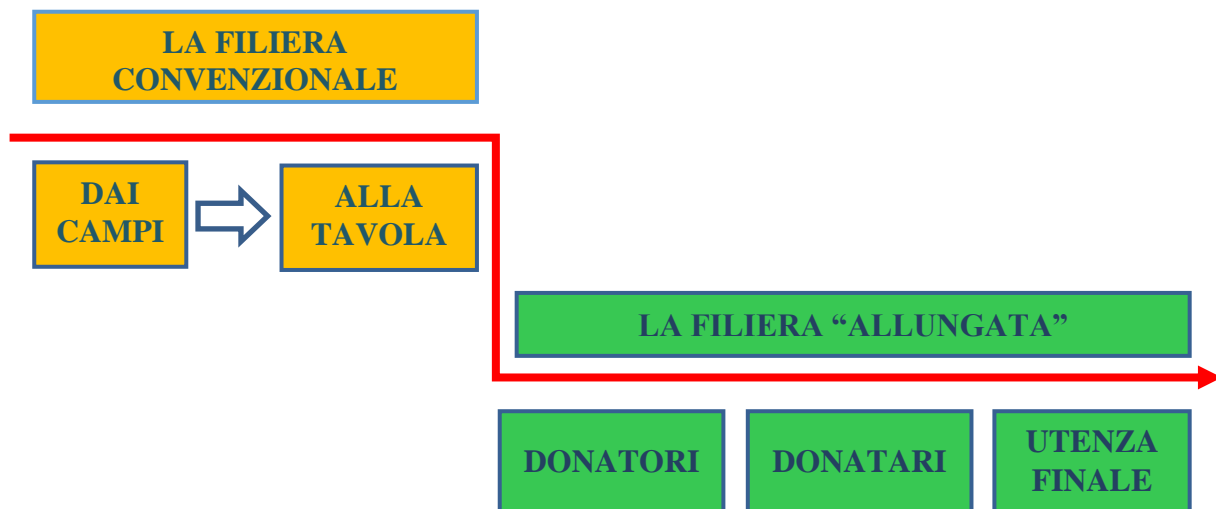 LA FILIERA
CONVENZIONALE
DAI
CAMPI
ALLA
TAVOLA
LA FILIERA “ALLUNGATA”
DONATORI
DONATARI
UTENZA
FINALE